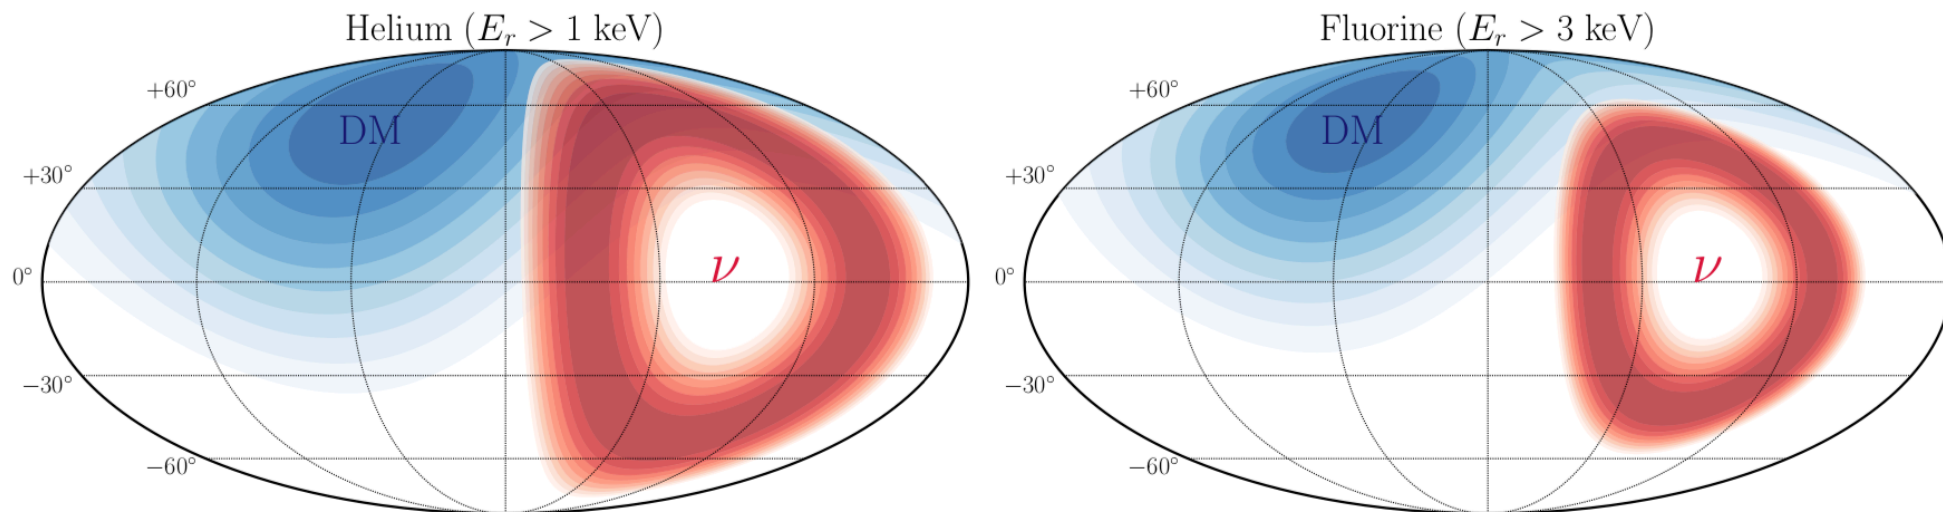 Helium (E_r > 1 keV)
+60°
DM
+30°
0°
ν
−30°
−60°
Fluorine (E_r > 3 keV)
+60°
DM
+30°
0°
ν
−30°
−60°